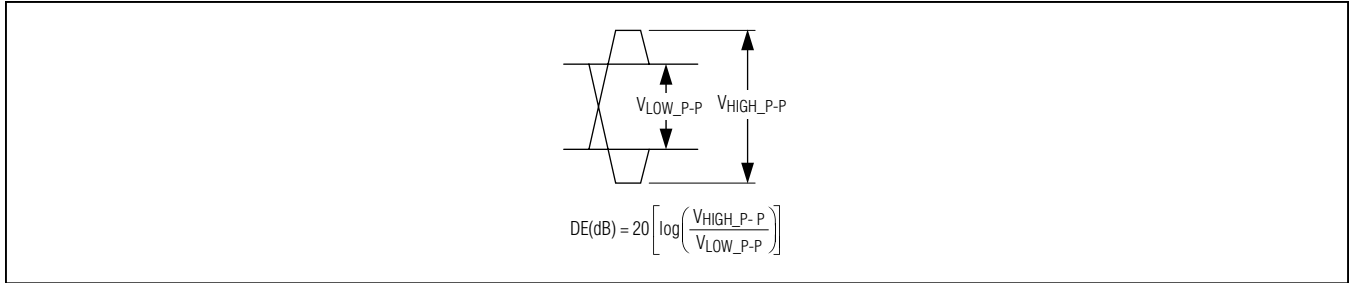 VLOW_P-P VHIGH_P-P
DE(dB) = 20[log(VHIGH_P- P / VLOW_P-P)]